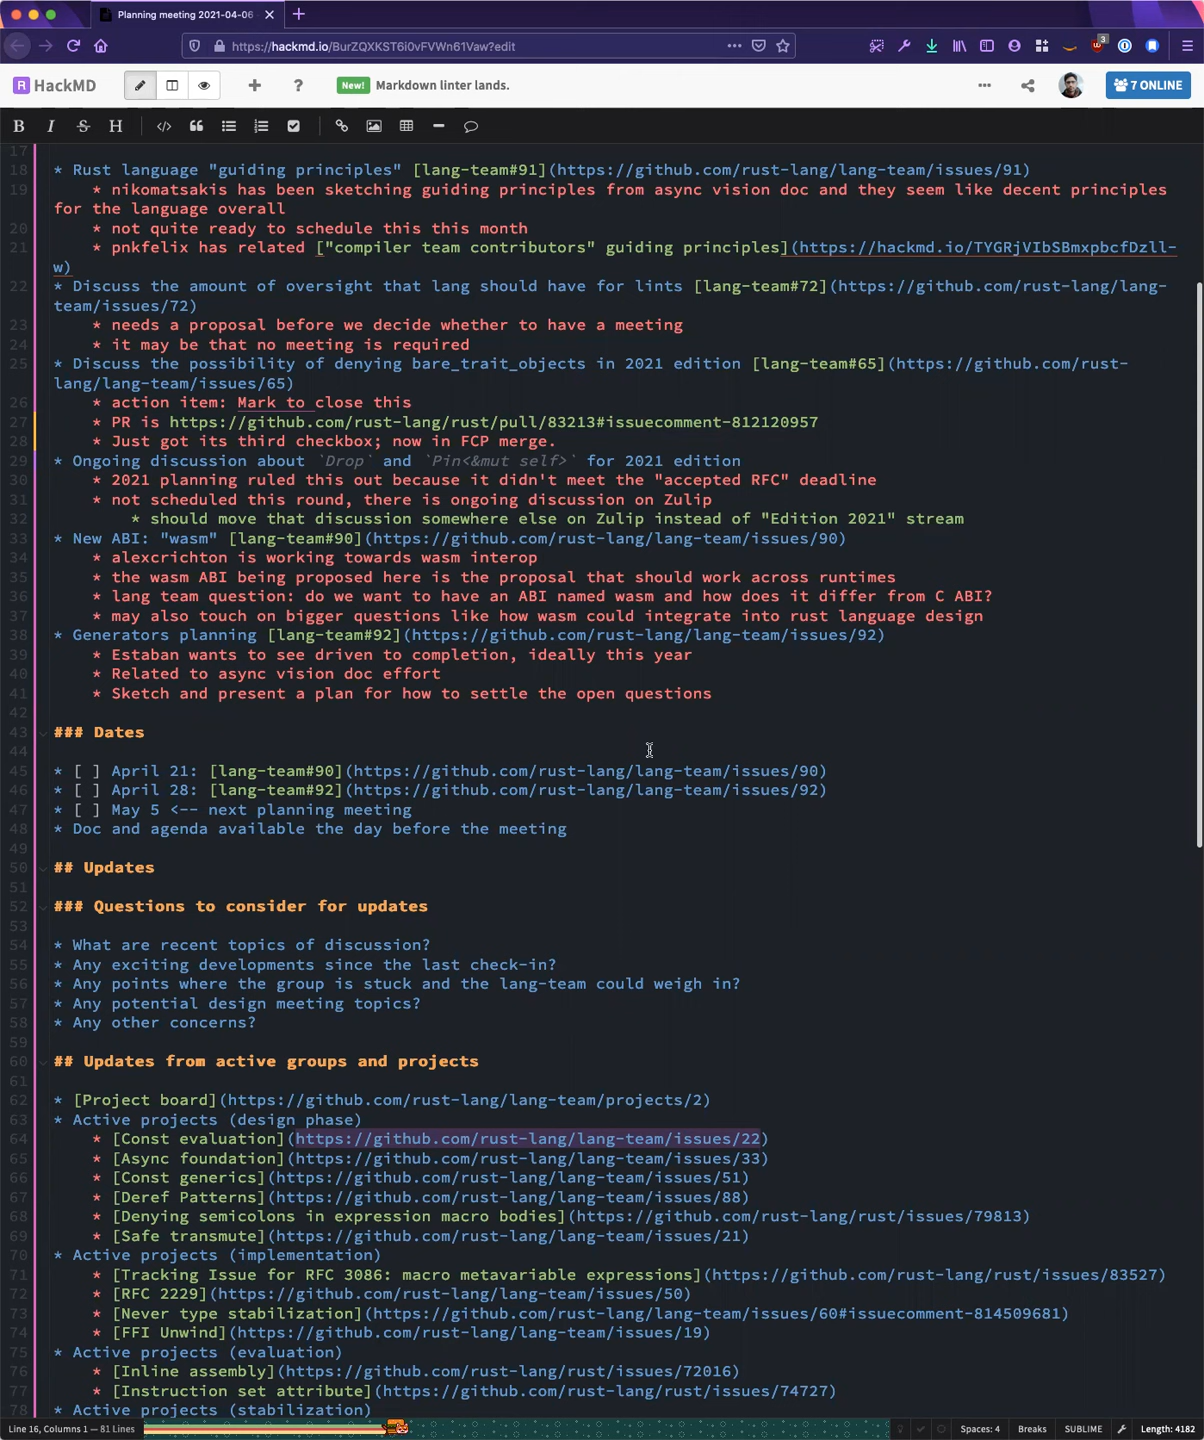 Planning meeting 2021-04-06
https://hackmd.io/BurZQXKST6i0vFVWn61Vaw?edit
3
HackMD
New! Markdown linter lands.
7 ONLINE
B I S H
17
18 * Rust language "guiding principles" [lang-team#91](https://github.com/rust-lang/lang-team/issues/91)
19 * nikomatsakis has been sketching guiding principles from async vision doc and they seem like decent principles
for the language overall
20 * not quite ready to schedule this this month
21 * pnkfelix has related ["compiler team contributors" guiding principles](https://hackmd.io/TYGRjVIbSBmxpbcfDzll-
w)
22 * Discuss the amount of oversight that lang should have for lints [lang-team#72](https://github.com/rust-lang/lang-
team/issues/72)
23 * needs a proposal before we decide whether to have a meeting
24 * it may be that no meeting is required
25 * Discuss the possibility of denying bare_trait_objects in 2021 edition [lang-team#65](https://github.com/rust-
lang/lang-team/issues/65)
26 * action item: Mark to close this
27 * PR is https://github.com/rust-lang/rust/pull/83213#issuecomment-812120957
28 * Just got its third checkbox; now in FCP merge.
29 * Ongoing discussion about `Drop` and `Pin<&mut self>` for 2021 edition
30 * 2021 planning ruled this out because it didn't meet the "accepted RFC" deadline
31 * not scheduled this round, there is ongoing discussion on Zulip
32 * should move that discussion somewhere else on Zulip instead of "Edition 2021" stream
33 * New ABI: "wasm" [lang-team#90](https://github.com/rust-lang/lang-team/issues/90)
34 * alexcrichton is working towards wasm interop
35 * the wasm ABI being proposed here is the proposal that should work across runtimes
36 * lang team question: do we want to have an ABI named wasm and how does it differ from C ABI?
37 * may also touch on bigger questions like how wasm could integrate into rust language design
38 * Generators planning [lang-team#92](https://github.com/rust-lang/lang-team/issues/92)
39 * Estaban wants to see driven to completion, ideally this year
40 * Related to async vision doc effort
41 * Sketch and present a plan for how to settle the open questions
42
43 ### Dates
44
45 * [ ] April 21: [lang-team#90](https://github.com/rust-lang/lang-team/issues/90)
46 * [ ] April 28: [lang-team#92](https://github.com/rust-lang/lang-team/issues/92)
47 * [ ] May 5 <-- next planning meeting
48 * Doc and agenda available the day before the meeting
49
50 ## Updates
51
52 ### Questions to consider for updates
53
54 * What are recent topics of discussion?
55 * Any exciting developments since the last check-in?
56 * Any points where the group is stuck and the lang-team could weigh in?
57 * Any potential design meeting topics?
58 * Any other concerns?
59
60 ## Updates from active groups and projects
61
62 * [Project board](https://github.com/rust-lang/lang-team/projects/2)
63 * Active projects (design phase)
64 * [Const evaluation](https://github.com/rust-lang/lang-team/issues/22)
65 * [Async foundation](https://github.com/rust-lang/lang-team/issues/33)
66 * [Const generics](https://github.com/rust-lang/lang-team/issues/51)
67 * [Deref Patterns](https://github.com/rust-lang/lang-team/issues/88)
68 * [Denying semicolons in expression macro bodies](https://github.com/rust-lang/rust/issues/79813)
69 * [Safe transmute](https://github.com/rust-lang/lang-team/issues/21)
70 * Active projects (implementation)
71 * [Tracking Issue for RFC 3086: macro metavariable expressions](https://github.com/rust-lang/rust/issues/83527)
72 * [RFC 2229](https://github.com/rust-lang/lang-team/issues/50)
73 * [Never type stabilization](https://github.com/rust-lang/lang-team/issues/60#issuecomment-814509681)
74 * [FFI Unwind](https://github.com/rust-lang/lang-team/issues/19)
75 * Active projects (evaluation)
76 * [Inline assembly](https://github.com/rust-lang/rust/issues/72016)
77 * [Instruction set attribute](https://github.com/rust-lang/rust/issues/74727)
78 * Active projects (stabilization)
Line 16, Columns 1 — 81 Lines
Spaces: 4
Breaks
SUBLIME
Length: 4182